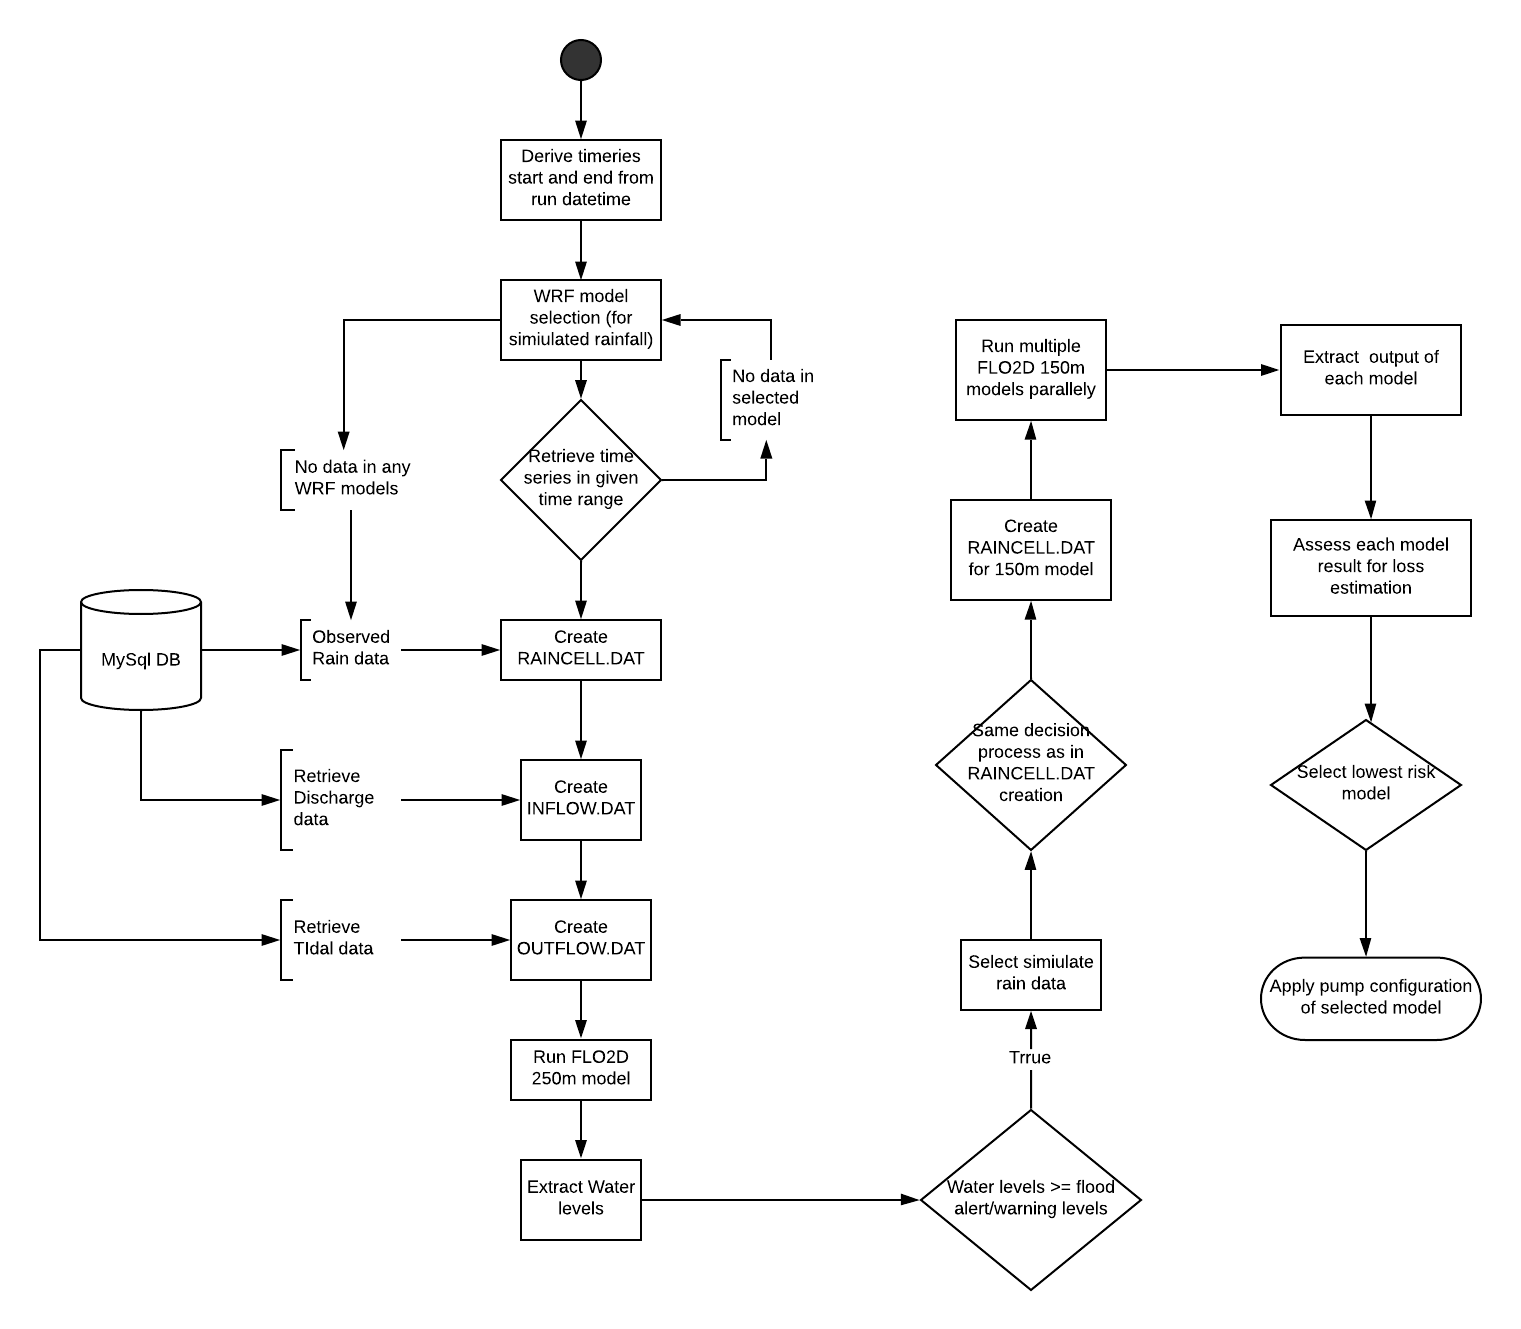 Derive timeries
start and end from
run datetime
WRF model
selection (for
simiulated rainfall)
No data in
selected
model
Retrieve time
series in given
time range
No data in any
WRF models
MySql DB
Observed
Rain data
Create
RAINCELL.DAT
Retrieve
Discharge
data
Create
INFLOW.DAT
Retrieve
TIdal data
Create
OUTFLOW.DAT
Run FLO2D
250m model
Extract Water
levels
Water levels >= flood
alert/warning levels
Trrue
Select simiulate
rain data
Same decision
process as in
RAINCELL.DAT
creation
Create
RAINCELL.DAT
for 150m model
Run multiple
FLO2D 150m
models parallely
Extract  output of
each model
Assess each model
result for loss
estimation
Select lowest risk
model
Apply pump configuration
of selected model